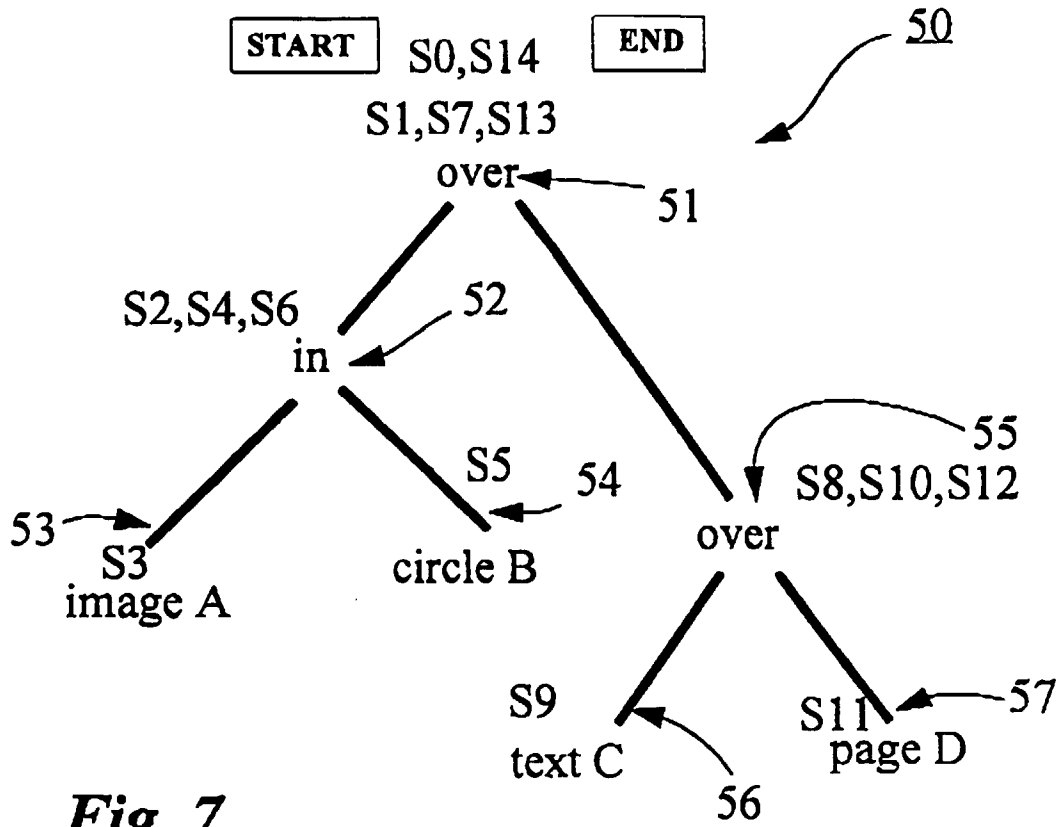 START S0,S14 END 50
S1,S7,S13
over 51
S2,S4,S6 52
in
55
S5 54 S8,S10,S12
53 over
S3 circle B
image A
S9 S11 57
text C page D
56
Fig. 7